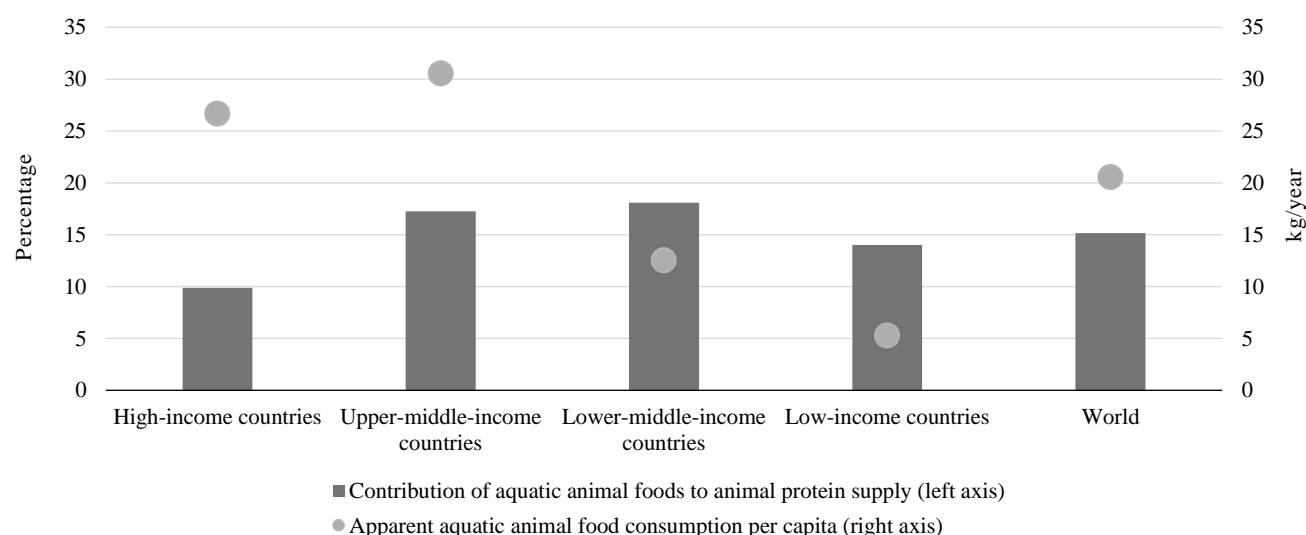 35 35
30 30
25 25
20 20
15 15
10 10
5 5
0 0
Percentage
kg/year
High-income countries Upper-middle-income Lower-middle-income Low-income countries World
countries countries
Contribution of aquatic animal foods to animal protein supply (left axis)
Apparent aquatic animal food consumption per capita (right axis)